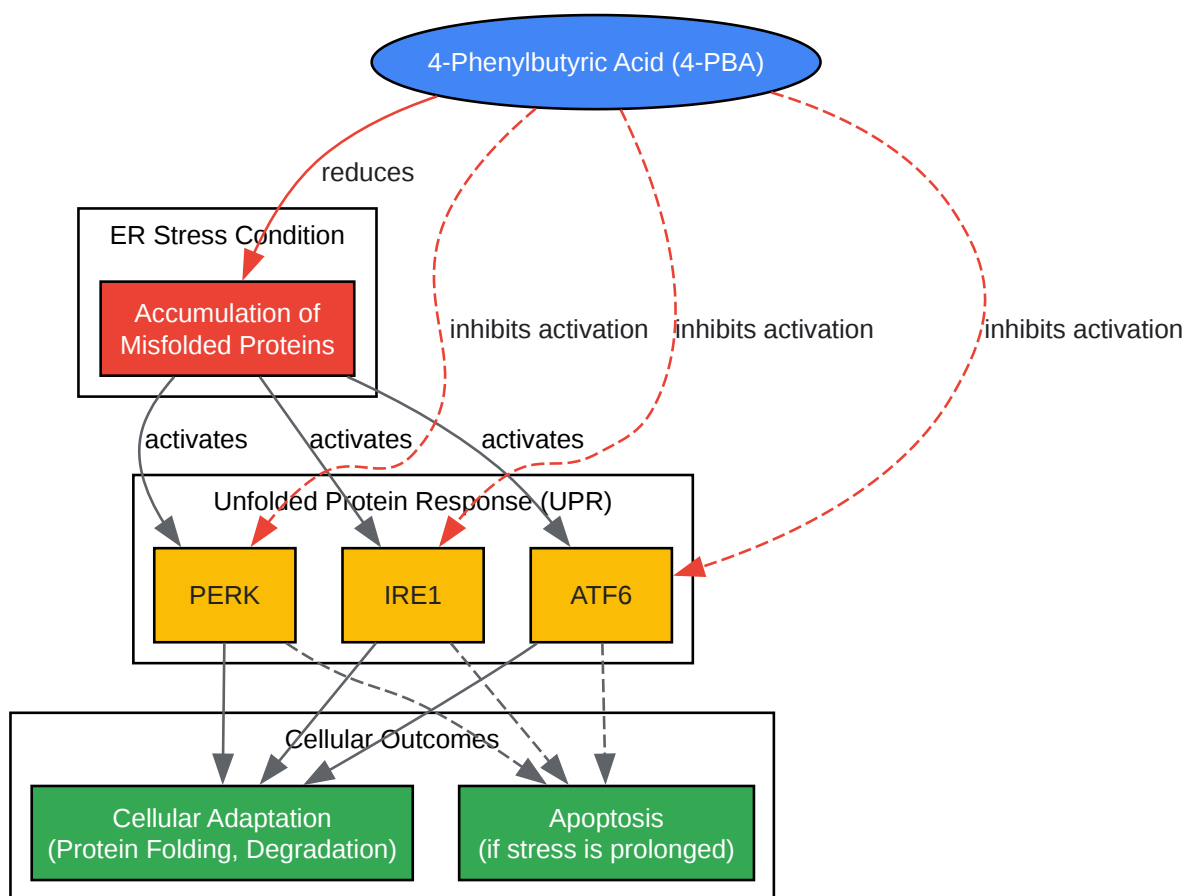 4-Phenylbutyric Acid (4-PBA)
reduces
ER Stress Condition
Accumulation of
Misfolded Proteins
inhibits activation
inhibits activation
inhibits activation
activates
activates
activates
Unfolded Protein Response (UPR)
PERK
IRE1
ATF6
Cellular Outcomes
Cellular Adaptation
(Protein Folding, Degradation)
Apoptosis
(if stress is prolonged)